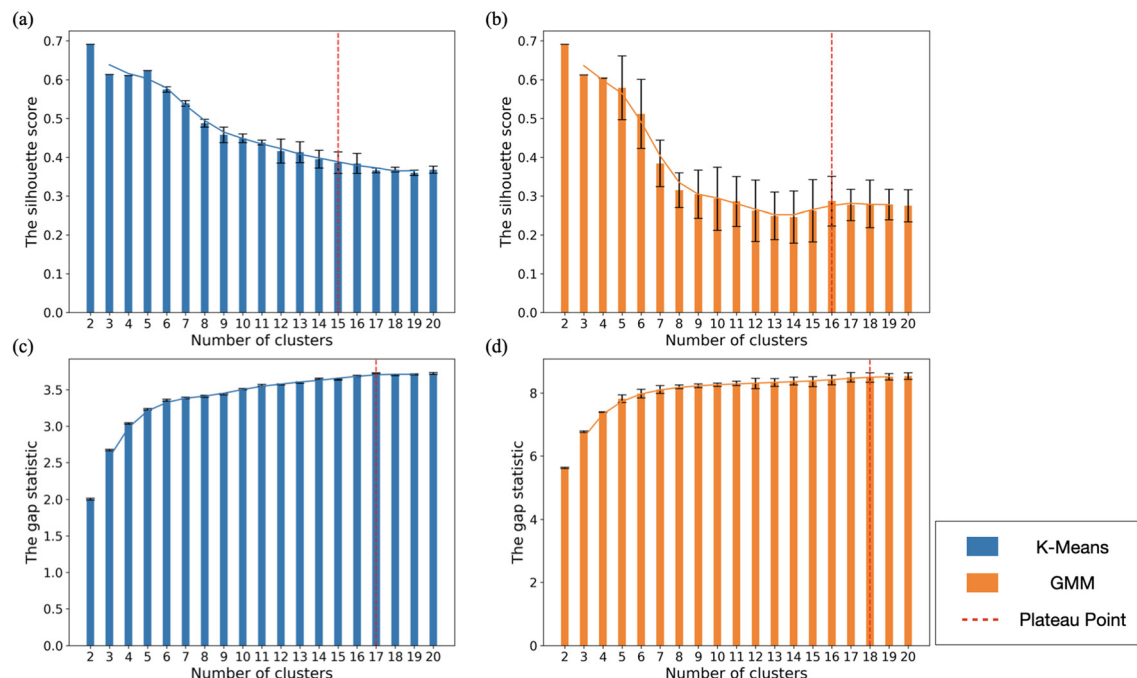 (a)
The silhouette score
0.7
0.6
0.5
0.4
0.3
0.2
0.1
0.0
2 3 4 5 6 7 8 9 10 11 12 13 14 15 16 17 18 19 20
Number of clusters
(b)
The silhouette score
0.7
0.6
0.5
0.4
0.3
0.2
0.1
0.0
2 3 4 5 6 7 8 9 10 11 12 13 14 15 16 17 18 19 20
Number of clusters
(c)
The gap statistic
3.5
3.0
2.5
2.0
1.5
1.0
0.5
0.0
2 3 4 5 6 7 8 9 10 11 12 13 14 15 16 17 18 19 20
Number of clusters
(d)
The gap statistic
8
6
4
2
0
2 3 4 5 6 7 8 9 10 11 12 13 14 15 16 17 18 19 20
Number of clusters
K-Means
GMM
Plateau Point